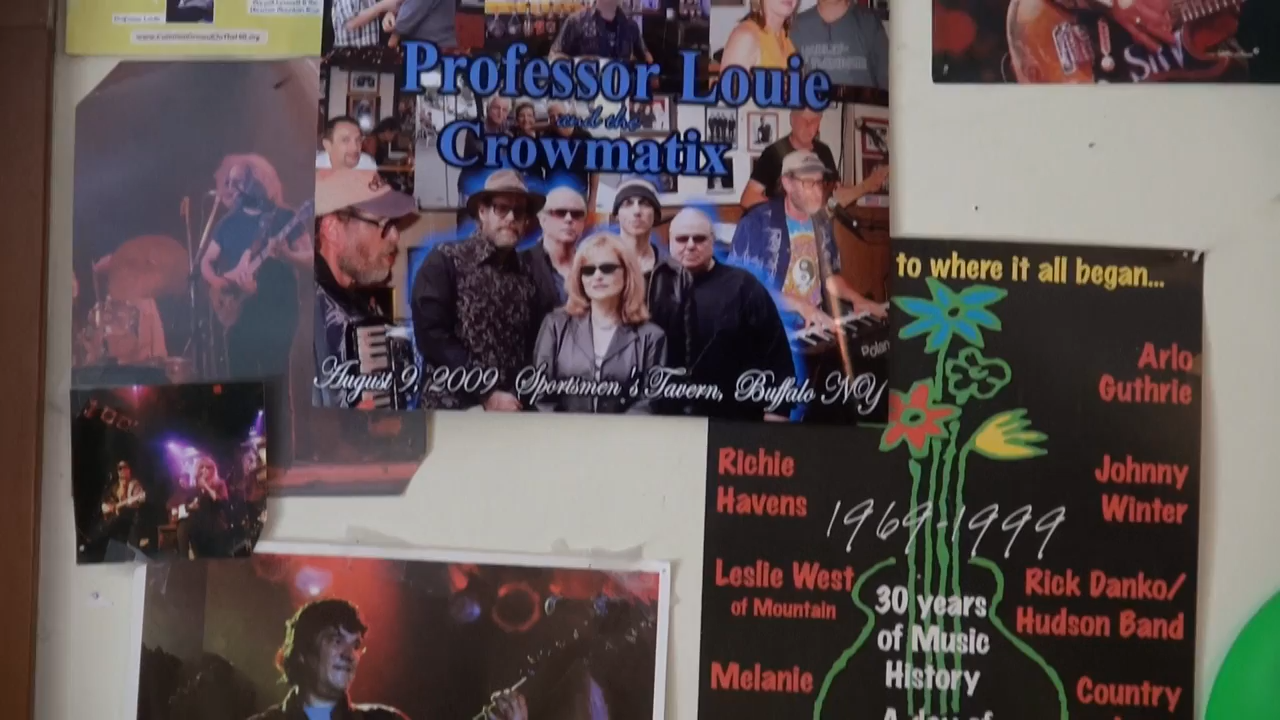 Professor Louie
and the
Crowmatix
August 9, 2009 Sportsmen's Tavern, Buffalo NY
to where it all began...
Arlo
Guthrie
Richie
Havens
Johnny
Winter
1969-1999
Leslie West
of Mountain
Rick Danko/
Hudson Band
30 years
of Music
History
Melanie
Country
A day of